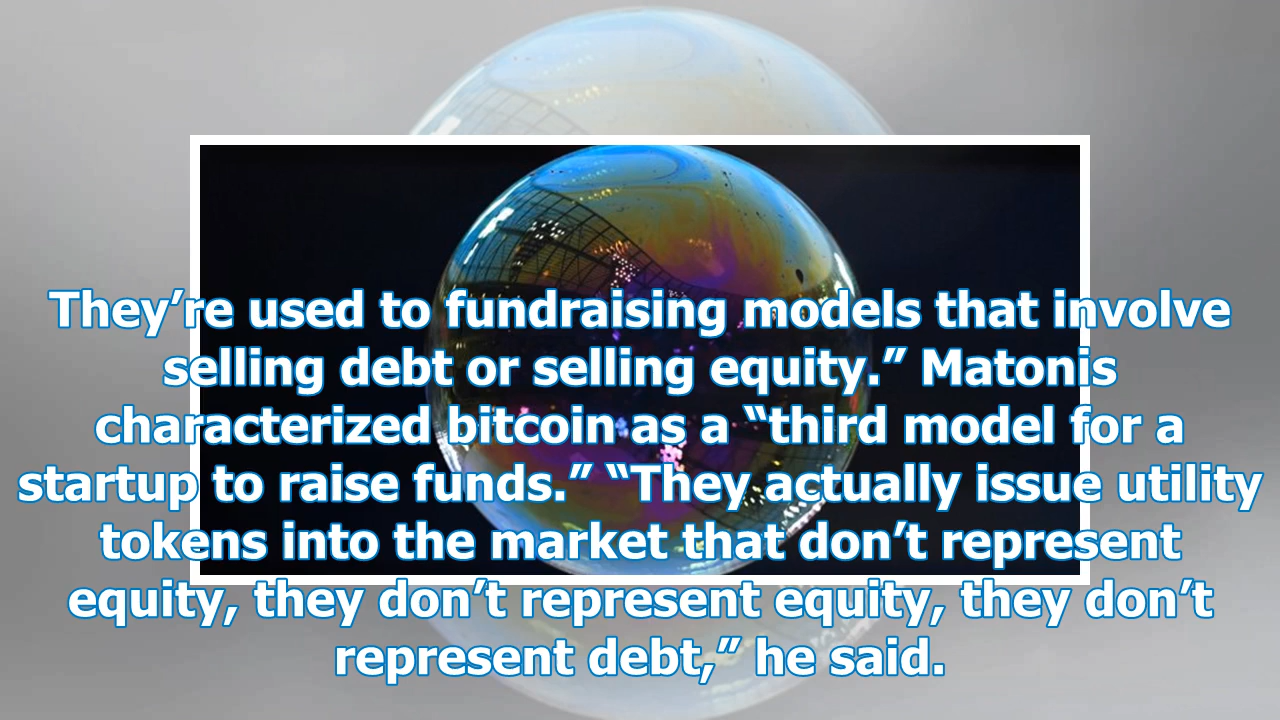 They’re used to fundraising models that involve
selling debt or selling equity.” Matonis
characterized bitcoin as a “third model for a
startup to raise funds.” “They actually issue utility
tokens into the market that don’t represent
equity, they don’t represent equity, they don’t
represent debt,” he said.